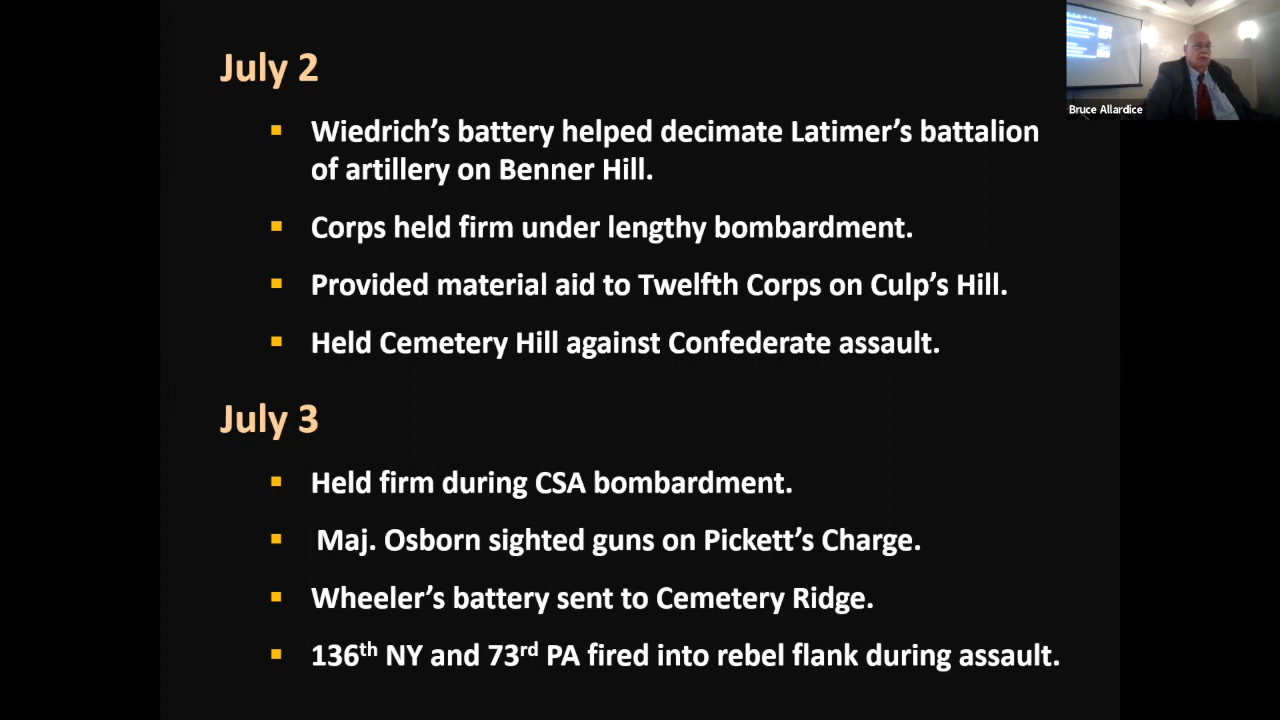 July 2
Bruce Allardice
▪ Wiedrich’s battery helped decimate Latimer’s battalion
of artillery on Benner Hill.
▪ Corps held firm under lengthy bombardment.
▪ Provided material aid to Twelfth Corps on Culp’s Hill.
▪ Held Cemetery Hill against Confederate assault.
July 3
▪ Held firm during CSA bombardment.
▪ Maj. Osborn sighted guns on Pickett’s Charge.
▪ Wheeler’s battery sent to Cemetery Ridge.
▪ 136th NY and 73rd PA fired into rebel flank during assault.